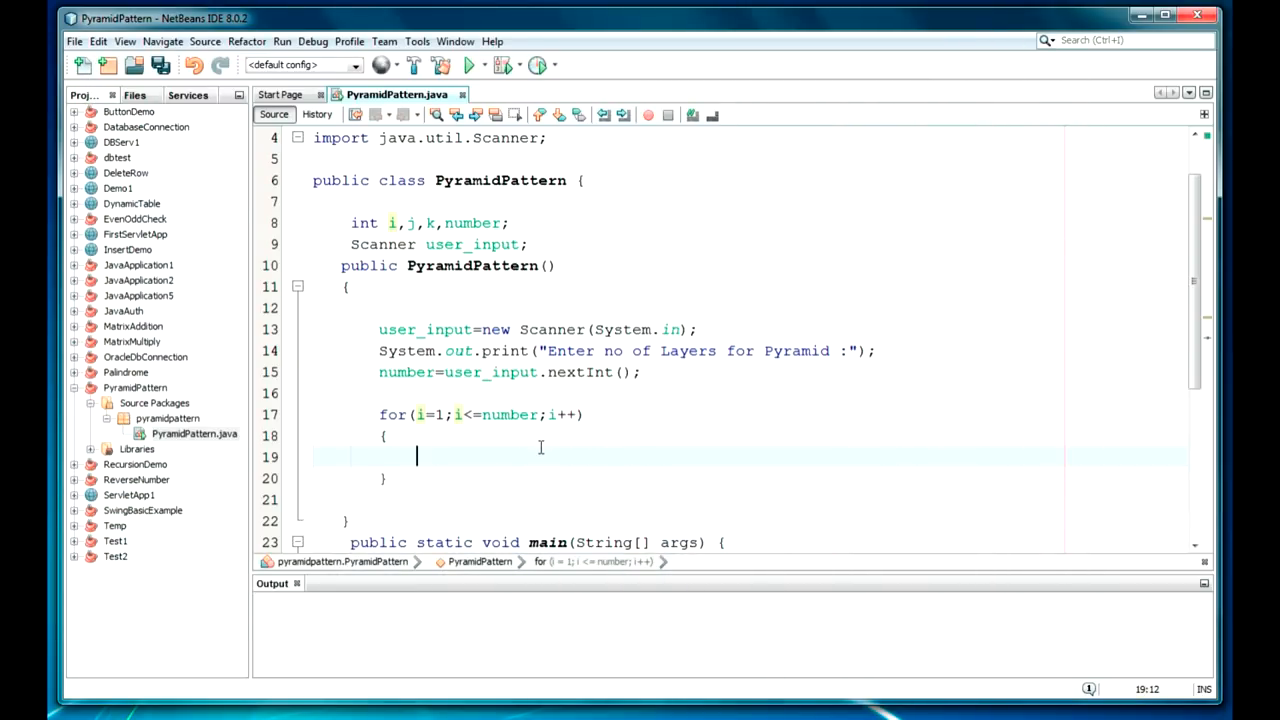 PyramidPattern - NetBeans IDE 8.0.2
File Edit View Navigate Source Refactor Run Debug Profile Team Tools Window Help
Search (Ctrl+I)
<default config>
Proj... Files Services
Start Page PyramidPattern.java
Source History
ButtonDemo
DatabaseConnection
DBServ1
dbtest
DeleteRow
Demo1
DynamicTable
EvenOddCheck
FirstServletApp
InsertDemo
JavaApplication1
JavaApplication2
JavaApplication5
JavaAuth
MatrixAddition
MatrixMultiply
OracleDbConnection
Palindrome
PyramidPattern
Source Packages
pyramidpattern
PyramidPattern.java
Libraries
RecursionDemo
ReverseNumber
ServletApp1
SwingBasicExample
Temp
Test1
Test2
4 import java.util.Scanner;
5
6 public class PyramidPattern {
7
8 int i,j,k,number;
9 Scanner user_input;
10 public PyramidPattern()
11 {
12
13 user_input=new Scanner(System.in);
14 System.out.print("Enter no of Layers for Pyramid :");
15 number=user_input.nextInt();
16
17 for(i=1;i<=number;i++)
18 {
19
20 }
21
22 }
23 public static void main(String[] args) {
pyramidpattern.PyramidPattern PyramidPattern for (i = 1; i <= number; i++)
Output
1 19:12 INS